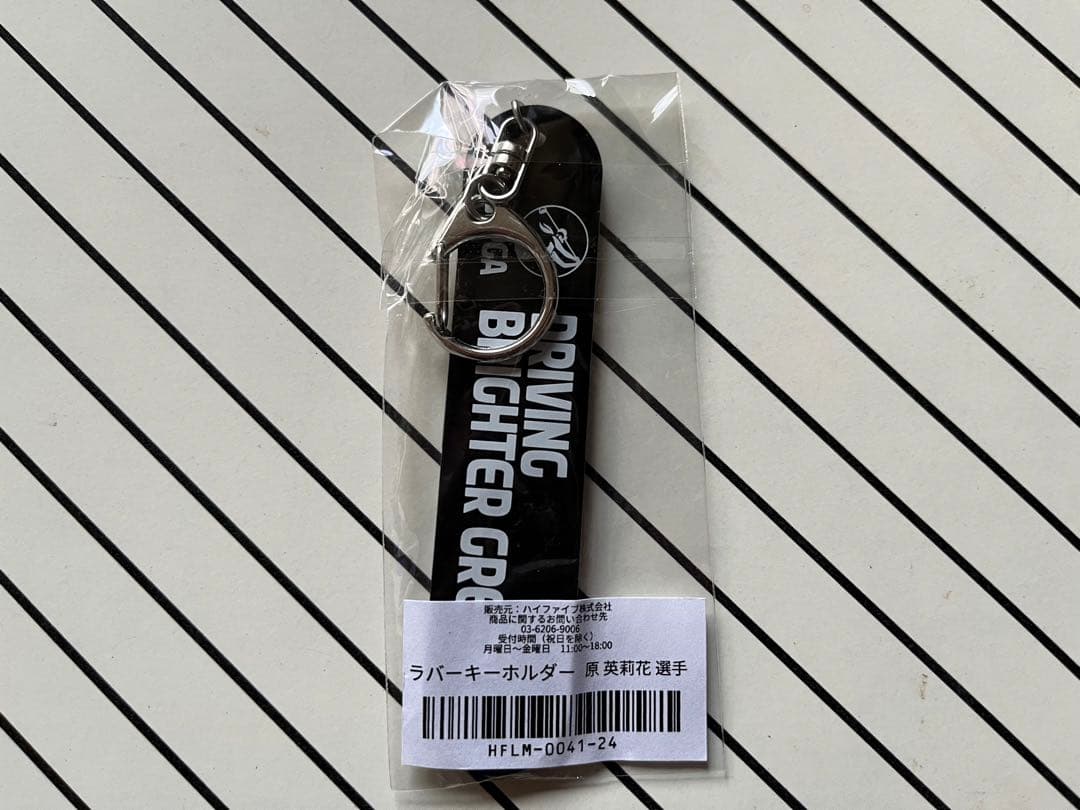 GA
DRIVING
BRIGHTER GR
販売元：ハイファイブ株式会社
商品に関するお問い合わせ先
03-6206-9006
受付時間（祝日を除く）
月曜日〜金曜日　11:00〜18:00
ラバーキーホルダー 原 英莉花 選手
HFLM-0041-24